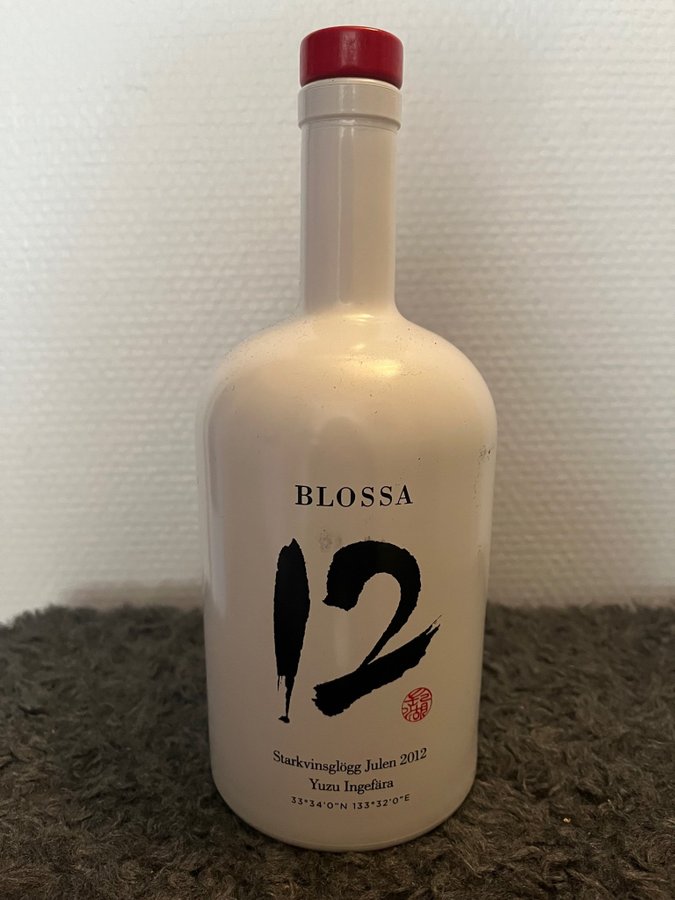 BLOSSA
12
Starkvinsglögg Julen 2012
Yuzu Ingefära
33°34'0"N 133°32'0"E